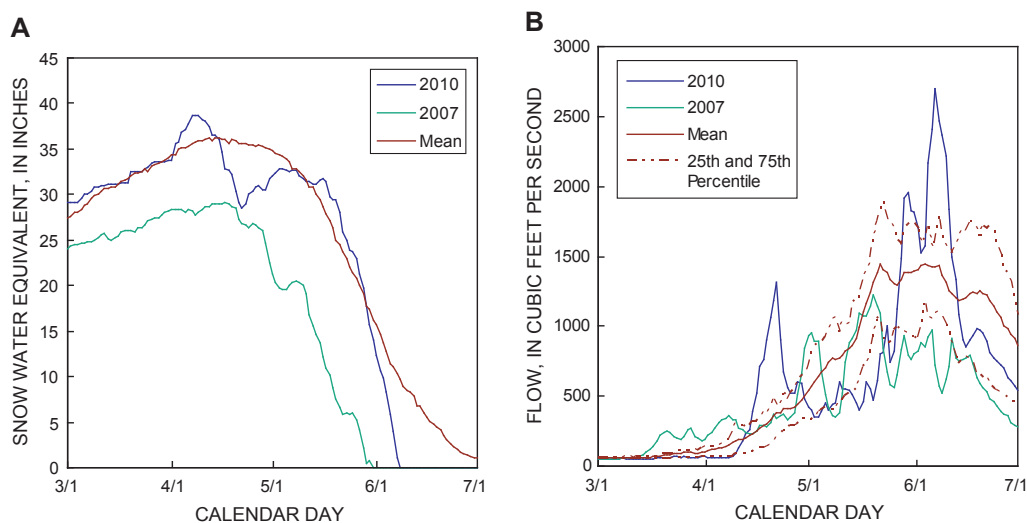 A
SNOW WATER EQUIVALENT, IN INCHES
45
40
35
30
25
20
15
10
5
0
2010
2007
Mean
3/1 4/1 5/1 6/1 7/1
CALENDAR DAY
B
FLOW, IN CUBIC FEET PER SECOND
3000
2500
2000
1500
1000
500
0
2010
2007
Mean
25th and 75th
Percentile
3/1 4/1 5/1 6/1 7/1
CALENDAR DAY